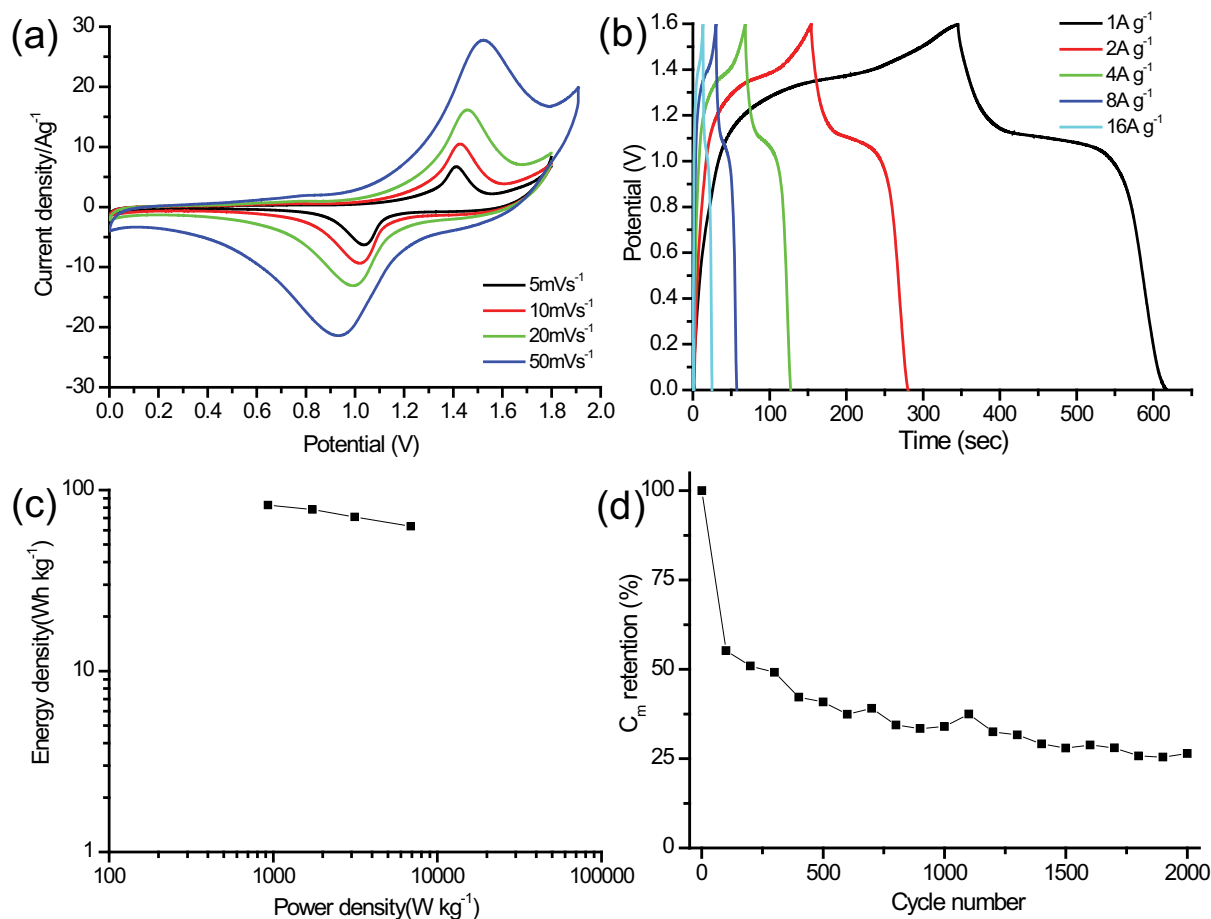 (a)
30
20
10
0
-10
-20
-30
Current density/Ag⁻¹
5mVs⁻¹
10mVs⁻¹
20mVs⁻¹
50mVs⁻¹
0.0 0.2 0.4 0.6 0.8 1.0 1.2 1.4 1.6 1.8 2.0
Potential (V)
(b)
1.6
1.4
1.2
1.0
0.8
0.6
0.4
0.2
0.0
Potential (V)
1A g⁻¹
2A g⁻¹
4A g⁻¹
8A g⁻¹
16A g⁻¹
0 100 200 300 400 500 600
Time (sec)
(c)
100
10
1
Energy density(Wh kg⁻¹)
100 1000 10000 100000
Power density(W kg⁻¹)
(d)
100
75
50
25
0
Cₘ retention (%)
0 500 1000 1500 2000
Cycle number